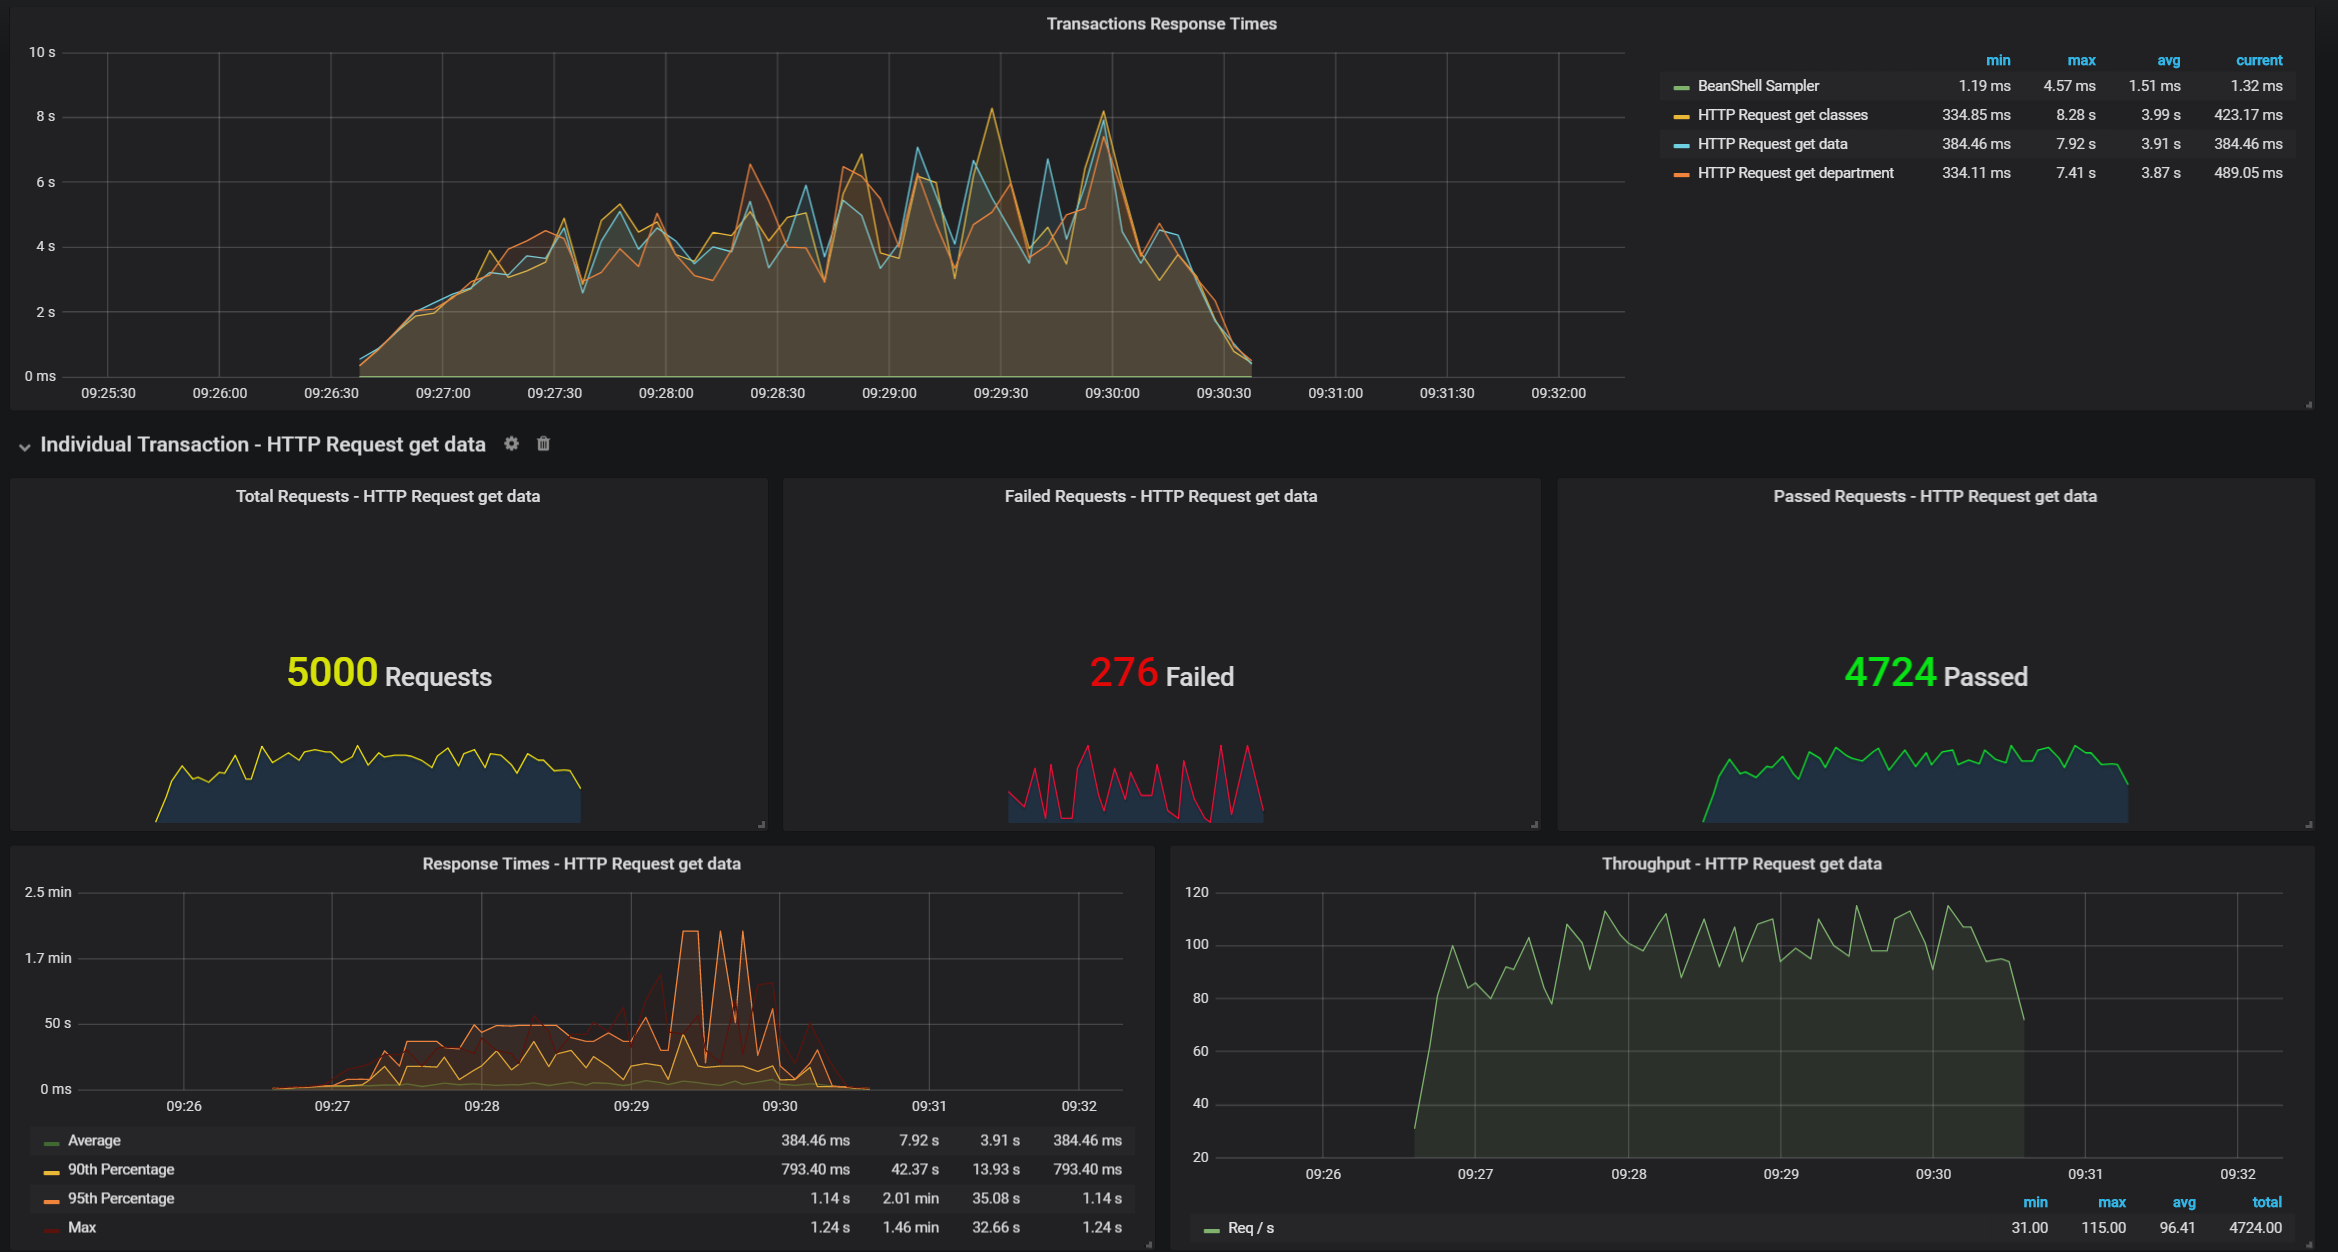 Transactions Response Times
10 s
8 s
6 s
4 s
2 s
0 ms
09:25:30 09:26:00 09:26:30 09:27:00 09:27:30 09:28:00 09:28:30 09:29:00 09:29:30 09:30:00 09:30:30 09:31:00 09:31:30 09:32:00
min max avg current
BeanShell Sampler 1.19 ms 4.57 ms 1.51 ms 1.32 ms
HTTP Request get classes 334.85 ms 8.28 s 3.99 s 423.17 ms
HTTP Request get data 384.46 ms 7.92 s 3.91 s 384.46 ms
HTTP Request get department 334.11 ms 7.41 s 3.87 s 489.05 ms
Individual Transaction - HTTP Request get data
Total Requests - HTTP Request get data
5000 Requests
Failed Requests - HTTP Request get data
276 Failed
Passed Requests - HTTP Request get data
4724 Passed
Response Times - HTTP Request get data
2.5 min
1.7 min
50 s
0 ms
09:26 09:27 09:28 09:29 09:30 09:31 09:32
Average 384.46 ms 7.92 s 3.91 s 384.46 ms
90th Percentage 793.40 ms 42.37 s 13.93 s 793.40 ms
95th Percentage 1.14 s 2.01 min 35.08 s 1.14 s
Max 1.24 s 1.46 min 32.66 s 1.24 s
Throughput - HTTP Request get data
120
100
80
60
40
20
09:26 09:27 09:28 09:29 09:30 09:31 09:32
min max avg total
Req / s 31.00 115.00 96.41 4724.00